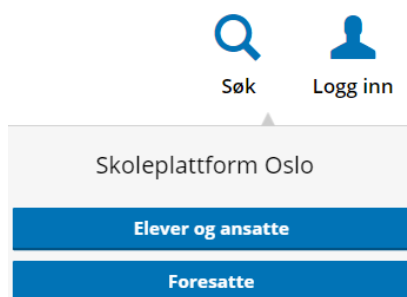 Søk Logg inn
Skoleplattform Oslo
Elever og ansatte
Foresatte